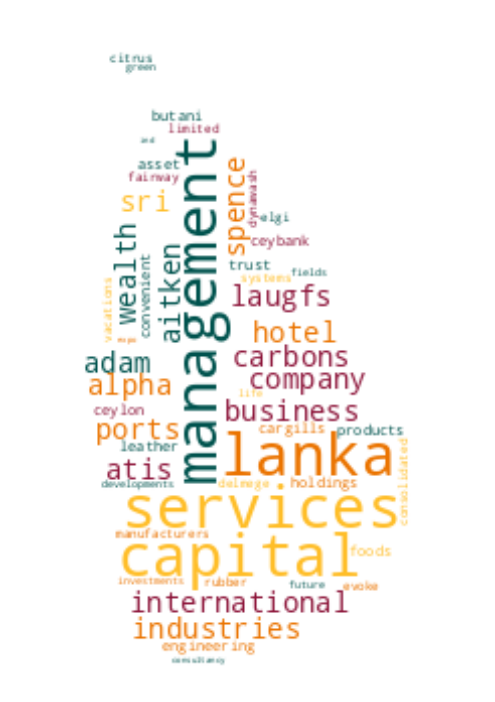 citrus
green
butani
limited
and
asset
fairway
sri
management
spence
dynawash
elgi
ceybank
wealth
convenient
aitken
trust
fields
systems
vacations
laugfs
hotel
adam
carbons
alpha
company
life
ceylon
business
ports
cargills
products
leather
lanka
atis
consolidated
developments
delmege
holdings
services
manufacturers
capital
foods
investments
rubber
future
evoke
international
industries
engineering
consultancy